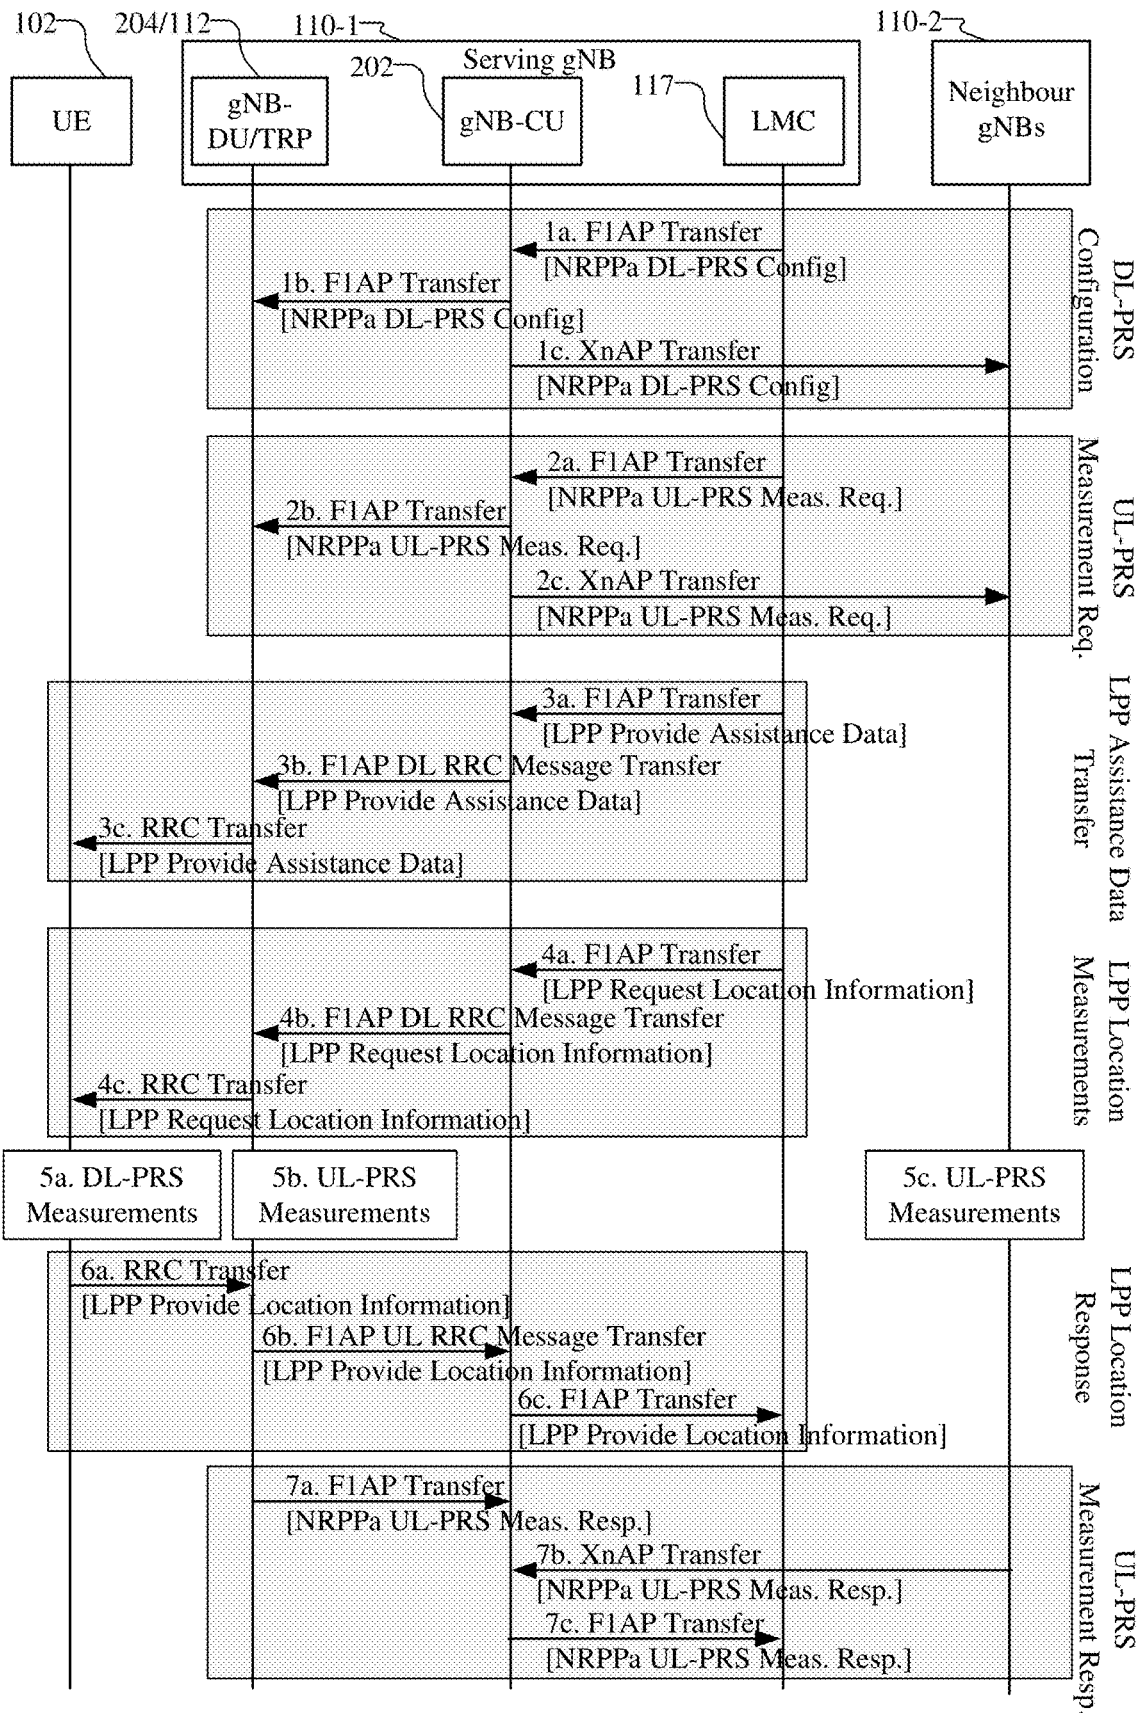 102
204/112
110-1
110-2
Serving gNB
202
117
UE
gNB-
DU/TRP
gNB-CU
LMC
Neighbour
gNBs
1a. F1AP Transfer
[NRPPa DL-PRS Config]
1b. F1AP Transfer
[NRPPa DL-PRS Config]
1c. XnAP Transfer
[NRPPa DL-PRS Config]
DL-PRS
Configuration
2a. F1AP Transfer
[NRPPa UL-PRS Meas. Req.]
2b. F1AP Transfer
[NRPPa UL-PRS Meas. Req.]
2c. XnAP Transfer
[NRPPa UL-PRS Meas. Req.]
UL-PRS
Measurement Req.
3a. F1AP Transfer
[LPP Provide Assistance Data]
3b. F1AP DL RRC Message Transfer
[LPP Provide Assistance Data]
3c. RRC Transfer
[LPP Provide Assistance Data]
LPP Assistance Data
Transfer
4a. F1AP Transfer
[LPP Request Location Information]
4b. F1AP DL RRC Message Transfer
[LPP Request Location Information]
4c. RRC Transfer
[LPP Request Location Information]
LPP Location
Measurements
5a. DL-PRS
Measurements
5b. UL-PRS
Measurements
5c. UL-PRS
Measurements
6a. RRC Transfer
[LPP Provide Location Information]
6b. F1AP UL RRC Message Transfer
[LPP Provide Location Information]
6c. F1AP Transfer
[LPP Provide Location Information]
LPP Location
Response
7a. F1AP Transfer
[NRPPa UL-PRS Meas. Resp.]
7b. XnAP Transfer
[NRPPa UL-PRS Meas. Resp.]
7c. F1AP Transfer
[NRPPa UL-PRS Meas. Resp.]
UL-PRS
Measurement Resp.